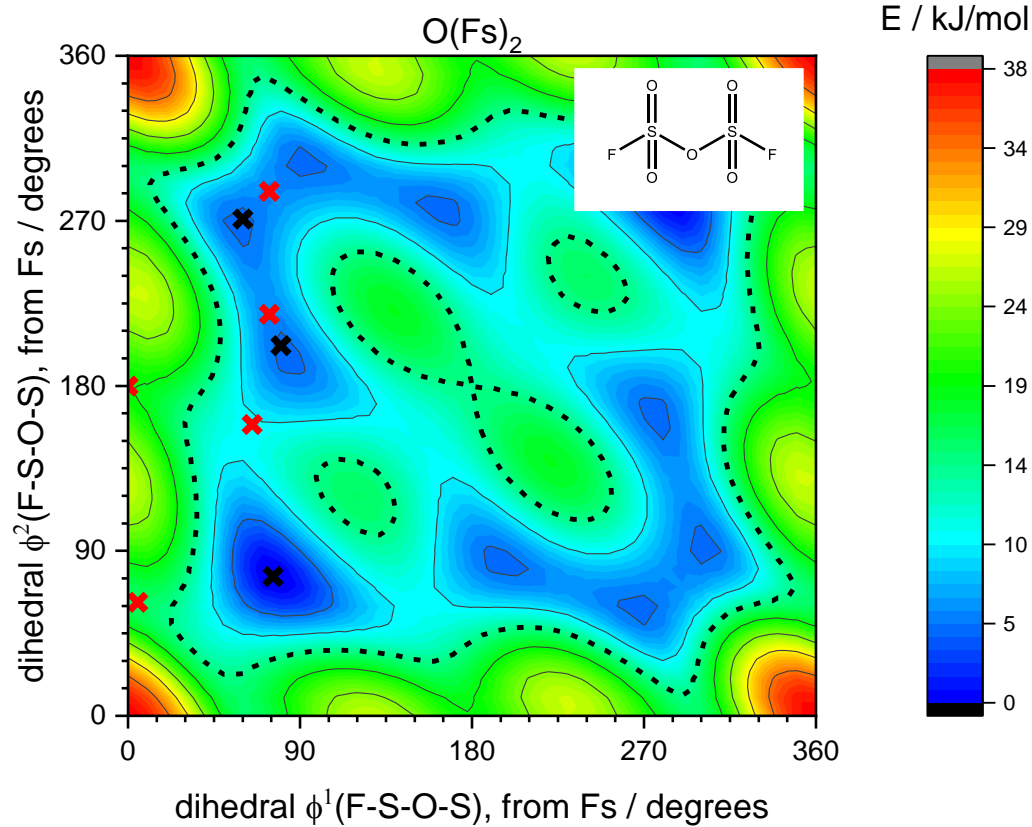 O(Fs)₂
E / kJ/mol
dihedral ϕ²(F-S-O-S), from Fs / degrees
360
270
180
90
0
0
90
180
270
360
dihedral ϕ¹(F-S-O-S), from Fs / degrees
O O
S S
F O F
O O
38
34
29
24
19
14
10
5
0